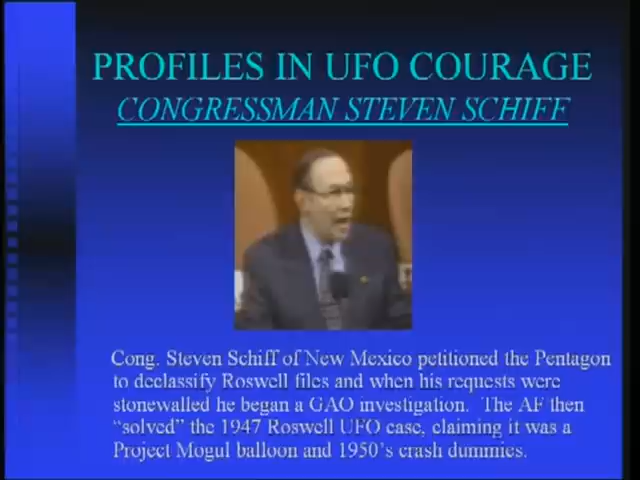 PROFILES IN UFO COURAGE
CONGRESSMAN STEVEN SCHIFF
Cong. Steven Schiff of New Mexico petitioned the Pentagon
to declassify Roswell files and when his requests were
stonewalled he began a GAO investigation. The AF then
“solved” the 1947 Roswell UFO case, claiming it was a
Project Mogul balloon and 1950’s crash dummies.